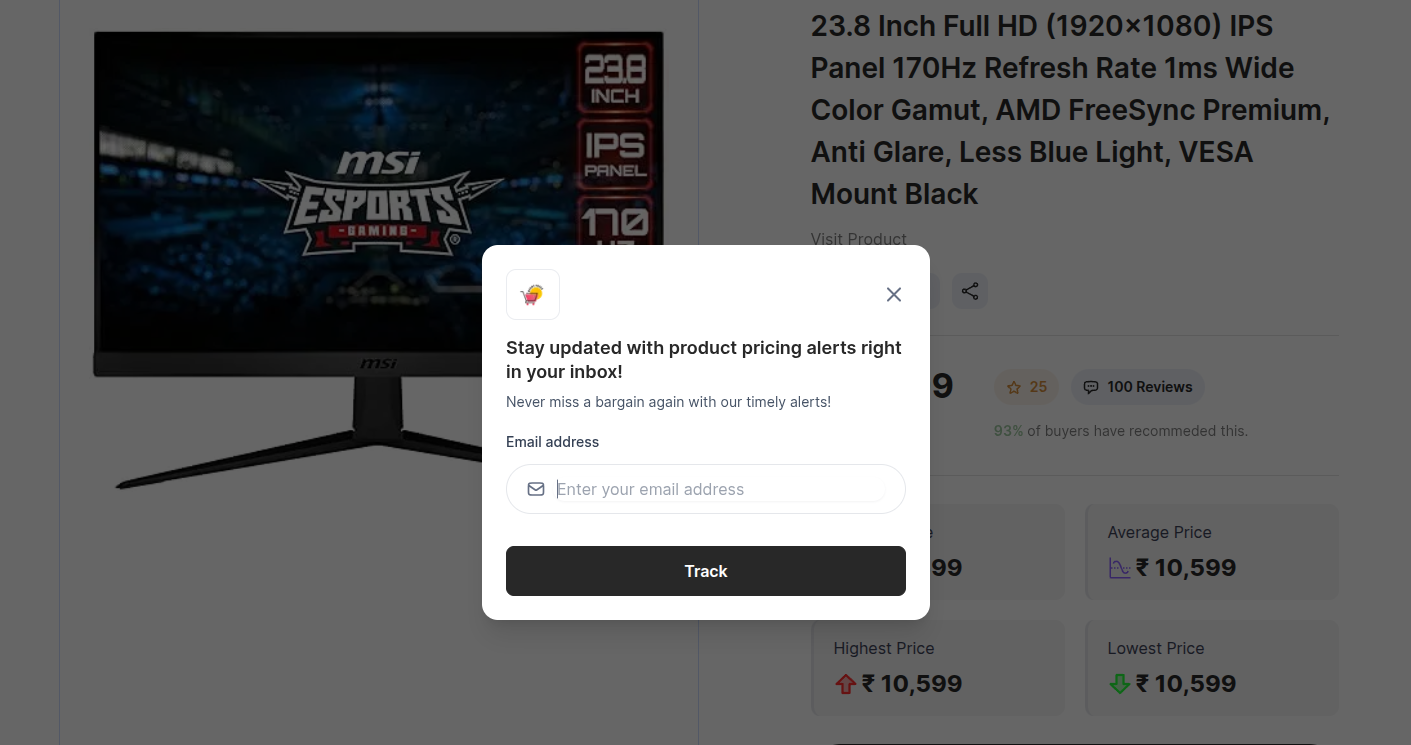 23.8 Inch Full HD (1920×1080) IPS
Panel 170Hz Refresh Rate 1ms Wide
Color Gamut, AMD FreeSync Premium,
Anti Glare, Less Blue Light, VESA
Mount Black
Visit Product
23.8
INCH
IPS
PANEL
170
HZ
msi
ESPORTS
-GAMING-
®
msi
Stay updated with product pricing alerts right
in your inbox!
Never miss a bargain again with our timely alerts!
Email address
Enter your email address
Track
9
25
100 Reviews
93% of buyers have recommeded this.
e
99
Average Price
₹ 10,599
Highest Price
₹ 10,599
Lowest Price
₹ 10,599